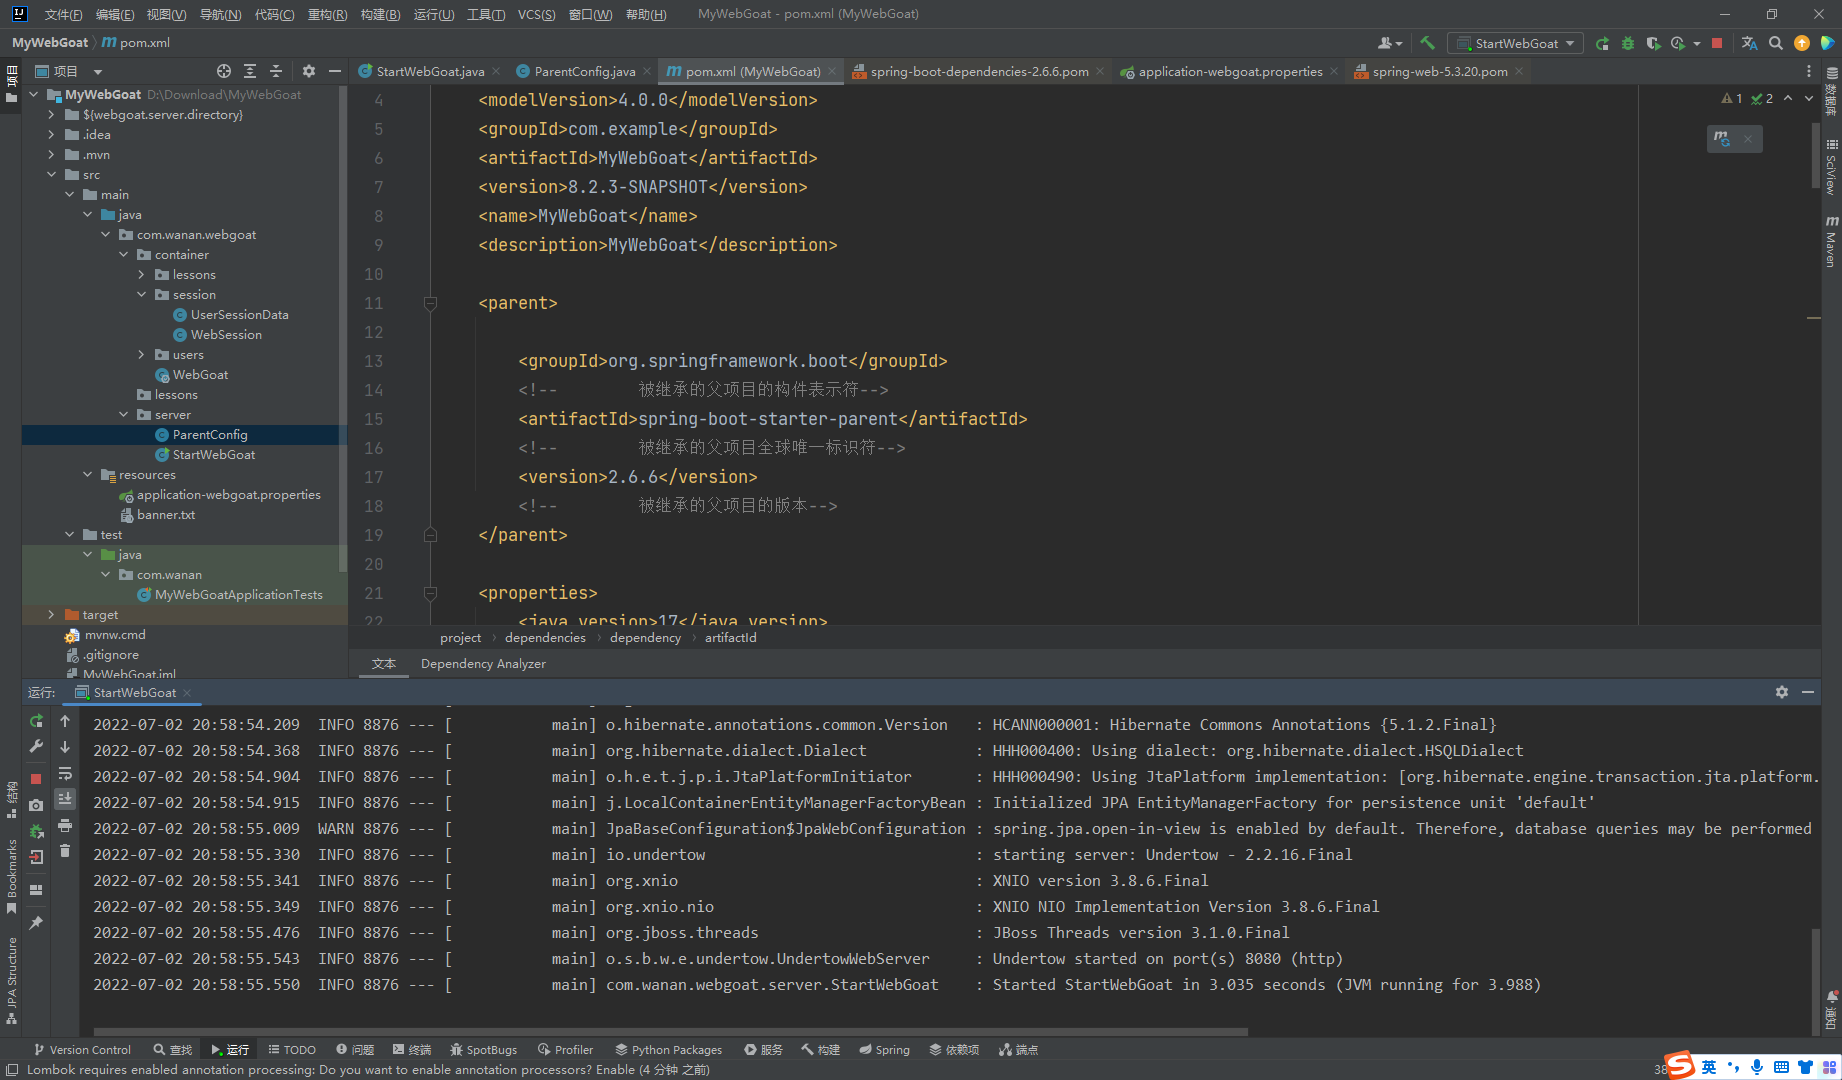 文件(F) 编辑(E) 视图(V) 导航(N) 代码(C) 重构(R) 构建(B) 运行(U) 工具(T) VCS(S) 窗口(W) 帮助(H) MyWebGoat - pom.xml (MyWebGoat)
MyWebGoat pom.xml StartWebGoat
项目 StartWebGoat.java ParentConfig.java pom.xml (MyWebGoat) spring-boot-dependencies-2.6.6.pom application-webgoat.properties spring-web-5.3.20.pom
项目
MyWebGoat D:\Download\MyWebGoat
${webgoat.server.directory}
.idea
.mvn
src
main
java
com.wanan.webgoat
container
lessons
session
UserSessionData
WebSession
users
WebGoat
lessons
server
ParentConfig
StartWebGoat
resources
application-webgoat.properties
banner.txt
test
java
com.wanan
MyWebGoatApplicationTests
target
mvnw.cmd
.gitignore
MyWebGoat.iml
4 <modelVersion>4.0.0</modelVersion>
5 <groupId>com.example</groupId>
6 <artifactId>MyWebGoat</artifactId>
7 <version>8.2.3-SNAPSHOT</version>
8 <name>MyWebGoat</name>
9 <description>MyWebGoat</description>
10
11 <parent>
12
13 <groupId>org.springframework.boot</groupId>
14 <!-- 被继承的父项目的构件表示符-->
15 <artifactId>spring-boot-starter-parent</artifactId>
16 <!-- 被继承的父项目全球唯一标识符-->
17 <version>2.6.6</version>
18 <!-- 被继承的父项目的版本-->
19 </parent>
20
21 <properties>
22 <java.version>17</java.version>
1 2
数据库
SciView
Maven
通知
project dependencies dependency artifactId
文本 Dependency Analyzer
运行: StartWebGoat
2022-07-02 20:58:54.209 INFO 8876 --- [ main] o.hibernate.annotations.common.Version : HCANN000001: Hibernate Commons Annotations {5.1.2.Final}
2022-07-02 20:58:54.368 INFO 8876 --- [ main] org.hibernate.dialect.Dialect : HHH000400: Using dialect: org.hibernate.dialect.HSQLDialect
2022-07-02 20:58:54.904 INFO 8876 --- [ main] o.h.e.t.j.p.i.JtaPlatformInitiator : HHH000490: Using JtaPlatform implementation: [org.hibernate.engine.transaction.jta.platform.
2022-07-02 20:58:54.915 INFO 8876 --- [ main] j.LocalContainerEntityManagerFactoryBean : Initialized JPA EntityManagerFactory for persistence unit 'default'
2022-07-02 20:58:55.009 WARN 8876 --- [ main] JpaBaseConfiguration$JpaWebConfiguration : spring.jpa.open-in-view is enabled by default. Therefore, database queries may be performed
2022-07-02 20:58:55.330 INFO 8876 --- [ main] io.undertow : starting server: Undertow - 2.2.16.Final
2022-07-02 20:58:55.341 INFO 8876 --- [ main] org.xnio : XNIO version 3.8.6.Final
2022-07-02 20:58:55.349 INFO 8876 --- [ main] org.xnio.nio : XNIO NIO Implementation Version 3.8.6.Final
2022-07-02 20:58:55.476 INFO 8876 --- [ main] org.jboss.threads : JBoss Threads version 3.1.0.Final
2022-07-02 20:58:55.543 INFO 8876 --- [ main] o.s.b.w.e.undertow.UndertowWebServer : Undertow started on port(s) 8080 (http)
2022-07-02 20:58:55.550 INFO 8876 --- [ main] com.wanan.webgoat.server.StartWebGoat : Started StartWebGoat in 3.035 seconds (JVM running for 3.988)
结构
Bookmarks
JPA Structure
Version Control 查找 运行 TODO 问题 终端 SpotBugs Profiler Python Packages 服务 构建 Spring 依赖项 端点
Lombok requires enabled annotation processing: Do you want to enable annotation processors? Enable (4 分钟 之前) 38 英